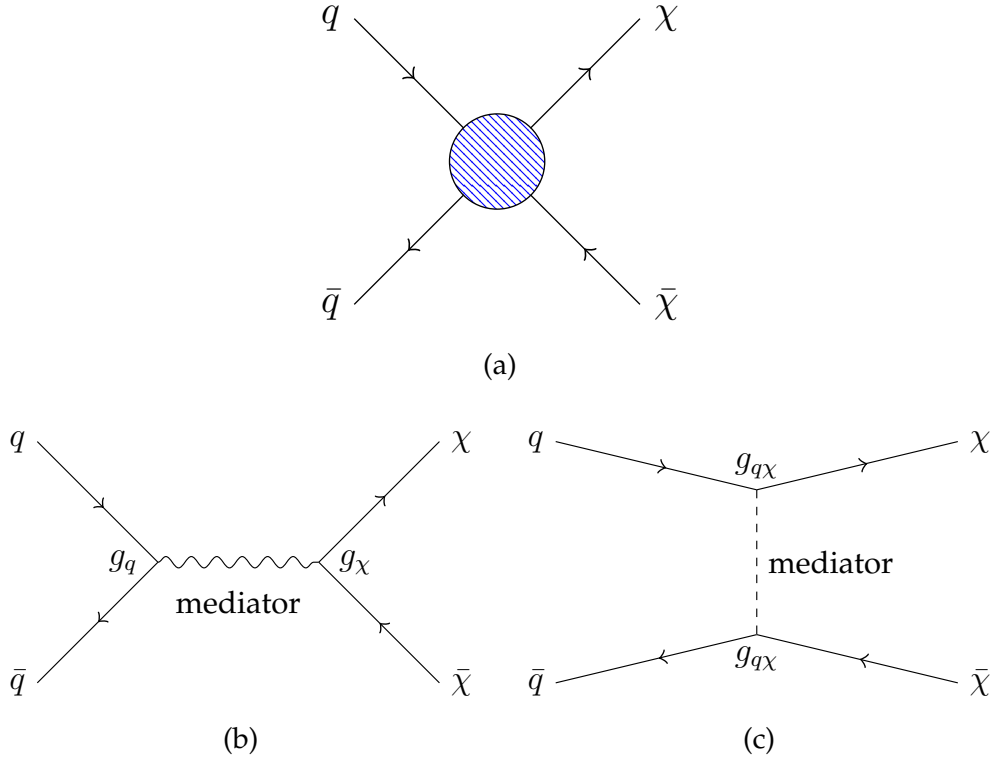 q χ
q̄ χ̄
(a)
q χ q χ
g_{qχ}
g_q g_χ mediator
mediator
g_{qχ}
q̄ χ̄ q̄ χ̄
(b) (c)